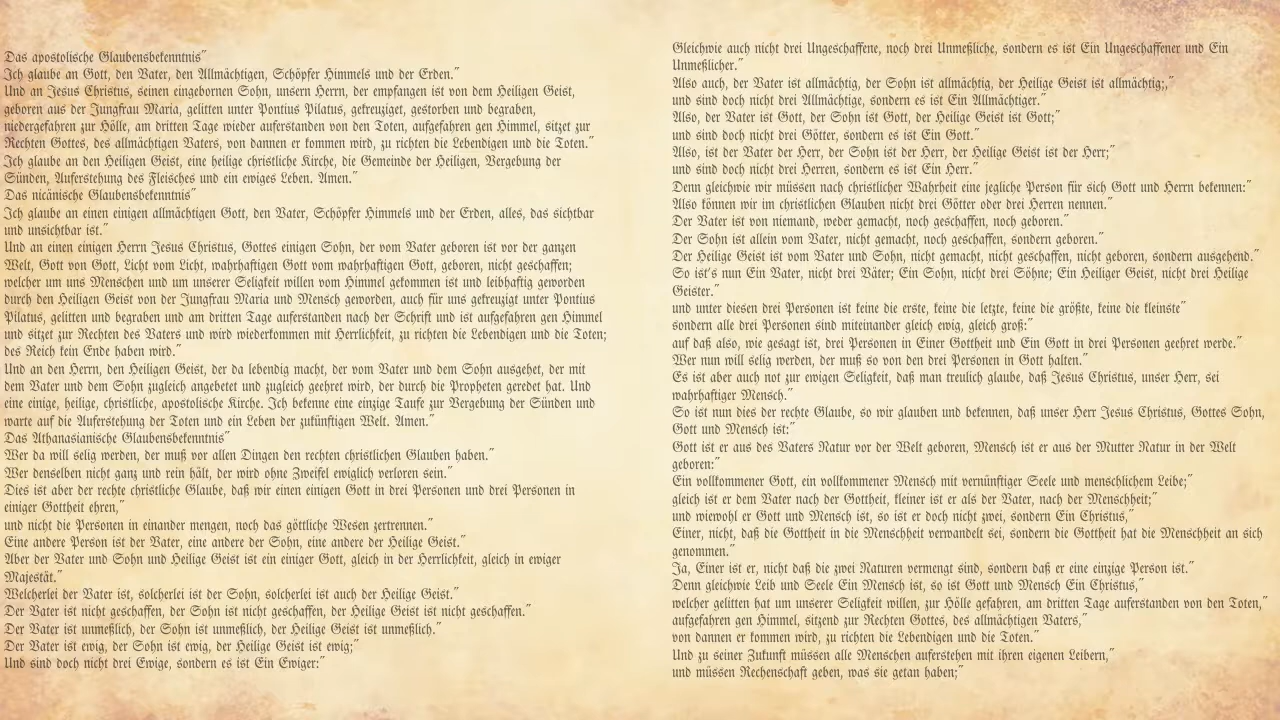 Das apostolische Glaubensbekenntnis"
Ich glaube an Gott, den Vater, den Allmächtigen, Schöpfer Himmels und der Erden."
Und an Jesus Christus, seinen eingebornen Sohn, unsern Herrn, der empfangen ist von dem Heiligen Geist,
geboren aus der Jungfrau Maria, gelitten unter Pontius Pilatus, gekreuziget, gestorben und begraben,
niedergefahren zur Hölle, am dritten Tage wieder auferstanden von den Toten, aufgefahren gen Himmel, sitzet zur
Rechten Gottes, des allmächtigen Vaters, von dannen er kommen wird, zu richten die Lebendigen und die Toten."
Ich glaube an den Heiligen Geist, eine heilige christliche Kirche, die Gemeinde der Heiligen, Vergebung der
Sünden, Auferstehung des Fleisches und ein ewiges Leben. Amen."
Das nicänische Glaubensbekenntnis"
Ich glaube an einen einigen allmächtigen Gott, den Vater, Schöpfer Himmels und der Erden, alles, das sichtbar
und unsichtbar ist."
Und an einen einigen Herrn Jesus Christus, Gottes einigen Sohn, der vom Vater geboren ist vor der ganzen
Welt, Gott von Gott, Licht vom Licht, wahrhaftigen Gott vom wahrhaftigen Gott, geboren, nicht geschaffen;
welcher um uns Menschen und um unserer Seligkeit willen vom Himmel gekommen ist und leibhaftig geworden
durch den Heiligen Geist von der Jungfrau Maria und Mensch geworden, auch für uns gekreuzigt unter Pontius
Pilatus, gelitten und begraben und am dritten Tage auferstanden nach der Schrift und ist aufgefahren gen Himmel
und sitzet zur Rechten des Vaters und wird wiederkommen mit Herrlichkeit, zu richten die Lebendigen und die Toten;
des Reich kein Ende haben wird."
Und an den Herrn, den Heiligen Geist, der da lebendig macht, der vom Vater und dem Sohn ausgehet, der mit
dem Vater und dem Sohn zugleich angebetet und zugleich geehret wird, der durch die Propheten geredet hat. Und
eine einige, heilige, christliche, apostolische Kirche. Ich bekenne eine einzige Taufe zur Vergebung der Sünden und
warte auf die Auferstehung der Toten und ein Leben der zukünftigen Welt. Amen."
Das Athanasianische Glaubensbekenntnis"
Wer da will selig werden, der muß vor allen Dingen den rechten christlichen Glauben haben."
Wer denselben nicht ganz und rein hält, der wird ohne Zweifel ewiglich verloren sein."
Dies ist aber der rechte christliche Glaube, daß wir einen einigen Gott in drei Personen und drei Personen in
einiger Gottheit ehren,"
und nicht die Personen in einander mengen, noch das göttliche Wesen zertrennen."
Eine andere Person ist der Vater, eine andere der Sohn, eine andere der Heilige Geist."
Aber der Vater und Sohn und Heilige Geist ist ein einiger Gott, gleich in der Herrlichkeit, gleich in ewiger
Majestät."
Welcherlei der Vater ist, solcherlei ist der Sohn, solcherlei ist auch der Heilige Geist."
Der Vater ist nicht geschaffen, der Sohn ist nicht geschaffen, der Heilige Geist ist nicht geschaffen."
Der Vater ist unmeßlich, der Sohn ist unmeßlich, der Heilige Geist ist unmeßlich."
Der Vater ist ewig, der Sohn ist ewig, der Heilige Geist ist ewig;"
Und sind doch nicht drei Ewige, sondern es ist Ein Ewiger:"
Gleichwie auch nicht drei Ungeschaffene, noch drei Unmeßliche, sondern es ist Ein Ungeschaffener und Ein
Unmeßlicher."
Also auch, der Vater ist allmächtig, der Sohn ist allmächtig, der Heilige Geist ist allmächtig;,"
und sind doch nicht drei Allmächtige, sondern es ist Ein Allmächtiger."
Also, der Vater ist Gott, der Sohn ist Gott, der Heilige Geist ist Gott;"
und sind doch nicht drei Götter, sondern es ist Ein Gott."
Also, ist der Vater der Herr, der Sohn ist der Herr, der Heilige Geist ist der Herr;"
und sind doch nicht drei Herren, sondern es ist Ein Herr."
Denn gleichwie wir müssen nach christlicher Wahrheit eine jegliche Person für sich Gott und Herrn bekennen:"
Also können wir im christlichen Glauben nicht drei Götter oder drei Herren nennen."
Der Vater ist von niemand, weder gemacht, noch geschaffen, noch geboren."
Der Sohn ist allein vom Vater, nicht gemacht, noch geschaffen, sondern geboren."
Der Heilige Geist ist vom Vater und Sohn, nicht gemacht, nicht geschaffen, nicht geboren, sondern ausgehend."
So ist's nun Ein Vater, nicht drei Väter; Ein Sohn, nicht drei Söhne; Ein Heiliger Geist, nicht drei Heilige
Geister."
und unter diesen drei Personen ist keine die erste, keine die letzte, keine die größte, keine die kleinste"
sondern alle drei Personen sind miteinander gleich ewig, gleich groß:"
auf daß also, wie gesagt ist, drei Personen in Einer Gottheit und Ein Gott in drei Personen geehret werde."
Wer nun will selig werden, der muß so von den drei Personen in Gott halten."
Es ist aber auch not zur ewigen Seligkeit, daß man treulich glaube, daß Jesus Christus, unser Herr, sei
wahrhaftiger Mensch."
So ist nun dies der rechte Glaube, so wir glauben und bekennen, daß unser Herr Jesus Christus, Gottes Sohn,
Gott und Mensch ist:"
Gott ist er aus des Vaters Natur vor der Welt geboren, Mensch ist er aus der Mutter Natur in der Welt
geboren:"
Ein vollkommener Gott, ein vollkommener Mensch mit vernünftiger Seele und menschlichem Leibe;"
gleich ist er dem Vater nach der Gottheit, kleiner ist er als der Vater, nach der Menschheit;"
und wiewohl er Gott und Mensch ist, so ist er doch nicht zwei, sondern Ein Christus,"
Einer, nicht, daß die Gottheit in die Menschheit verwandelt sei, sondern die Gottheit hat die Menschheit an sich
genommen."
Ja, Einer ist er, nicht daß die zwei Naturen vermengt sind, sondern daß er eine einzige Person ist."
Denn gleichwie Leib und Seele Ein Mensch ist, so ist Gott und Mensch Ein Christus,"
welcher gelitten hat um unserer Seligkeit willen, zur Hölle gefahren, am dritten Tage auferstanden von den Toten,"
aufgefahren gen Himmel, sitzend zur Rechten Gottes, des allmächtigen Vaters,"
von dannen er kommen wird, zu richten die Lebendigen und die Toten."
Und zu seiner Zukunft müssen alle Menschen auferstehen mit ihren eigenen Leibern,"
und müssen Rechenschaft geben, was sie getan haben;"